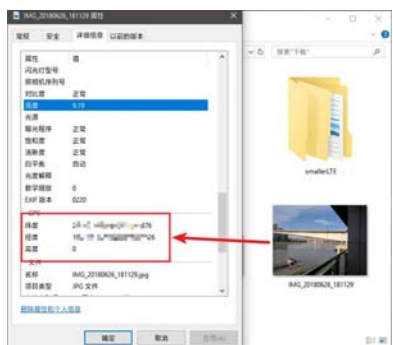 IMG_20180626_181129 属性
常规 安全 详细信息 以前的版本
属性 值
闪光灯型号
照相机序列号
对比度 正常
亮度 9.19
光源
曝光程序 正常
饱和度 正常
清晰度 正常
白平衡 自动
光度解释
数字缩放 0
EXIF 版本 0220
GPS
纬度
经度
高度 0
文件
名称 IMG_20180626_181129.jpg
项目类型 JPG 文件
删除属性和个人信息
确定 取消 应用(A)
搜索"下载"
smallerLTE
IMG_20180626_181129